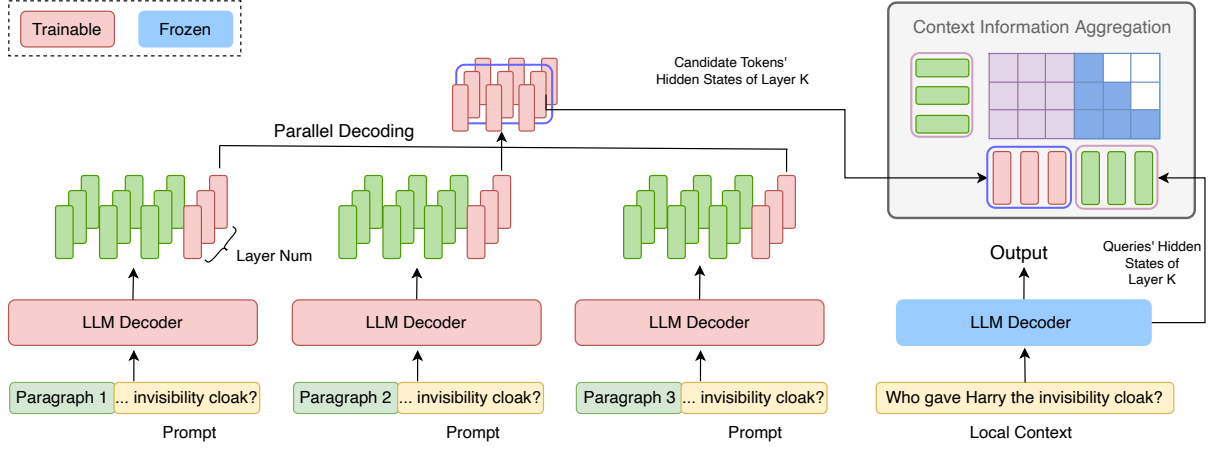 Trainable
Frozen
Context Information Aggregation
Candidate Tokens'
Hidden States of Layer K
Parallel Decoding
Layer Num
Queries' Hidden
States of
Layer K
Output
LLM Decoder
LLM Decoder
LLM Decoder
LLM Decoder
Paragraph 1 ... invisibility cloak?
Paragraph 2 ... invisibility cloak?
Paragraph 3 ... invisibility cloak?
Who gave Harry the invisibility cloak?
Prompt
Prompt
Prompt
Local Context